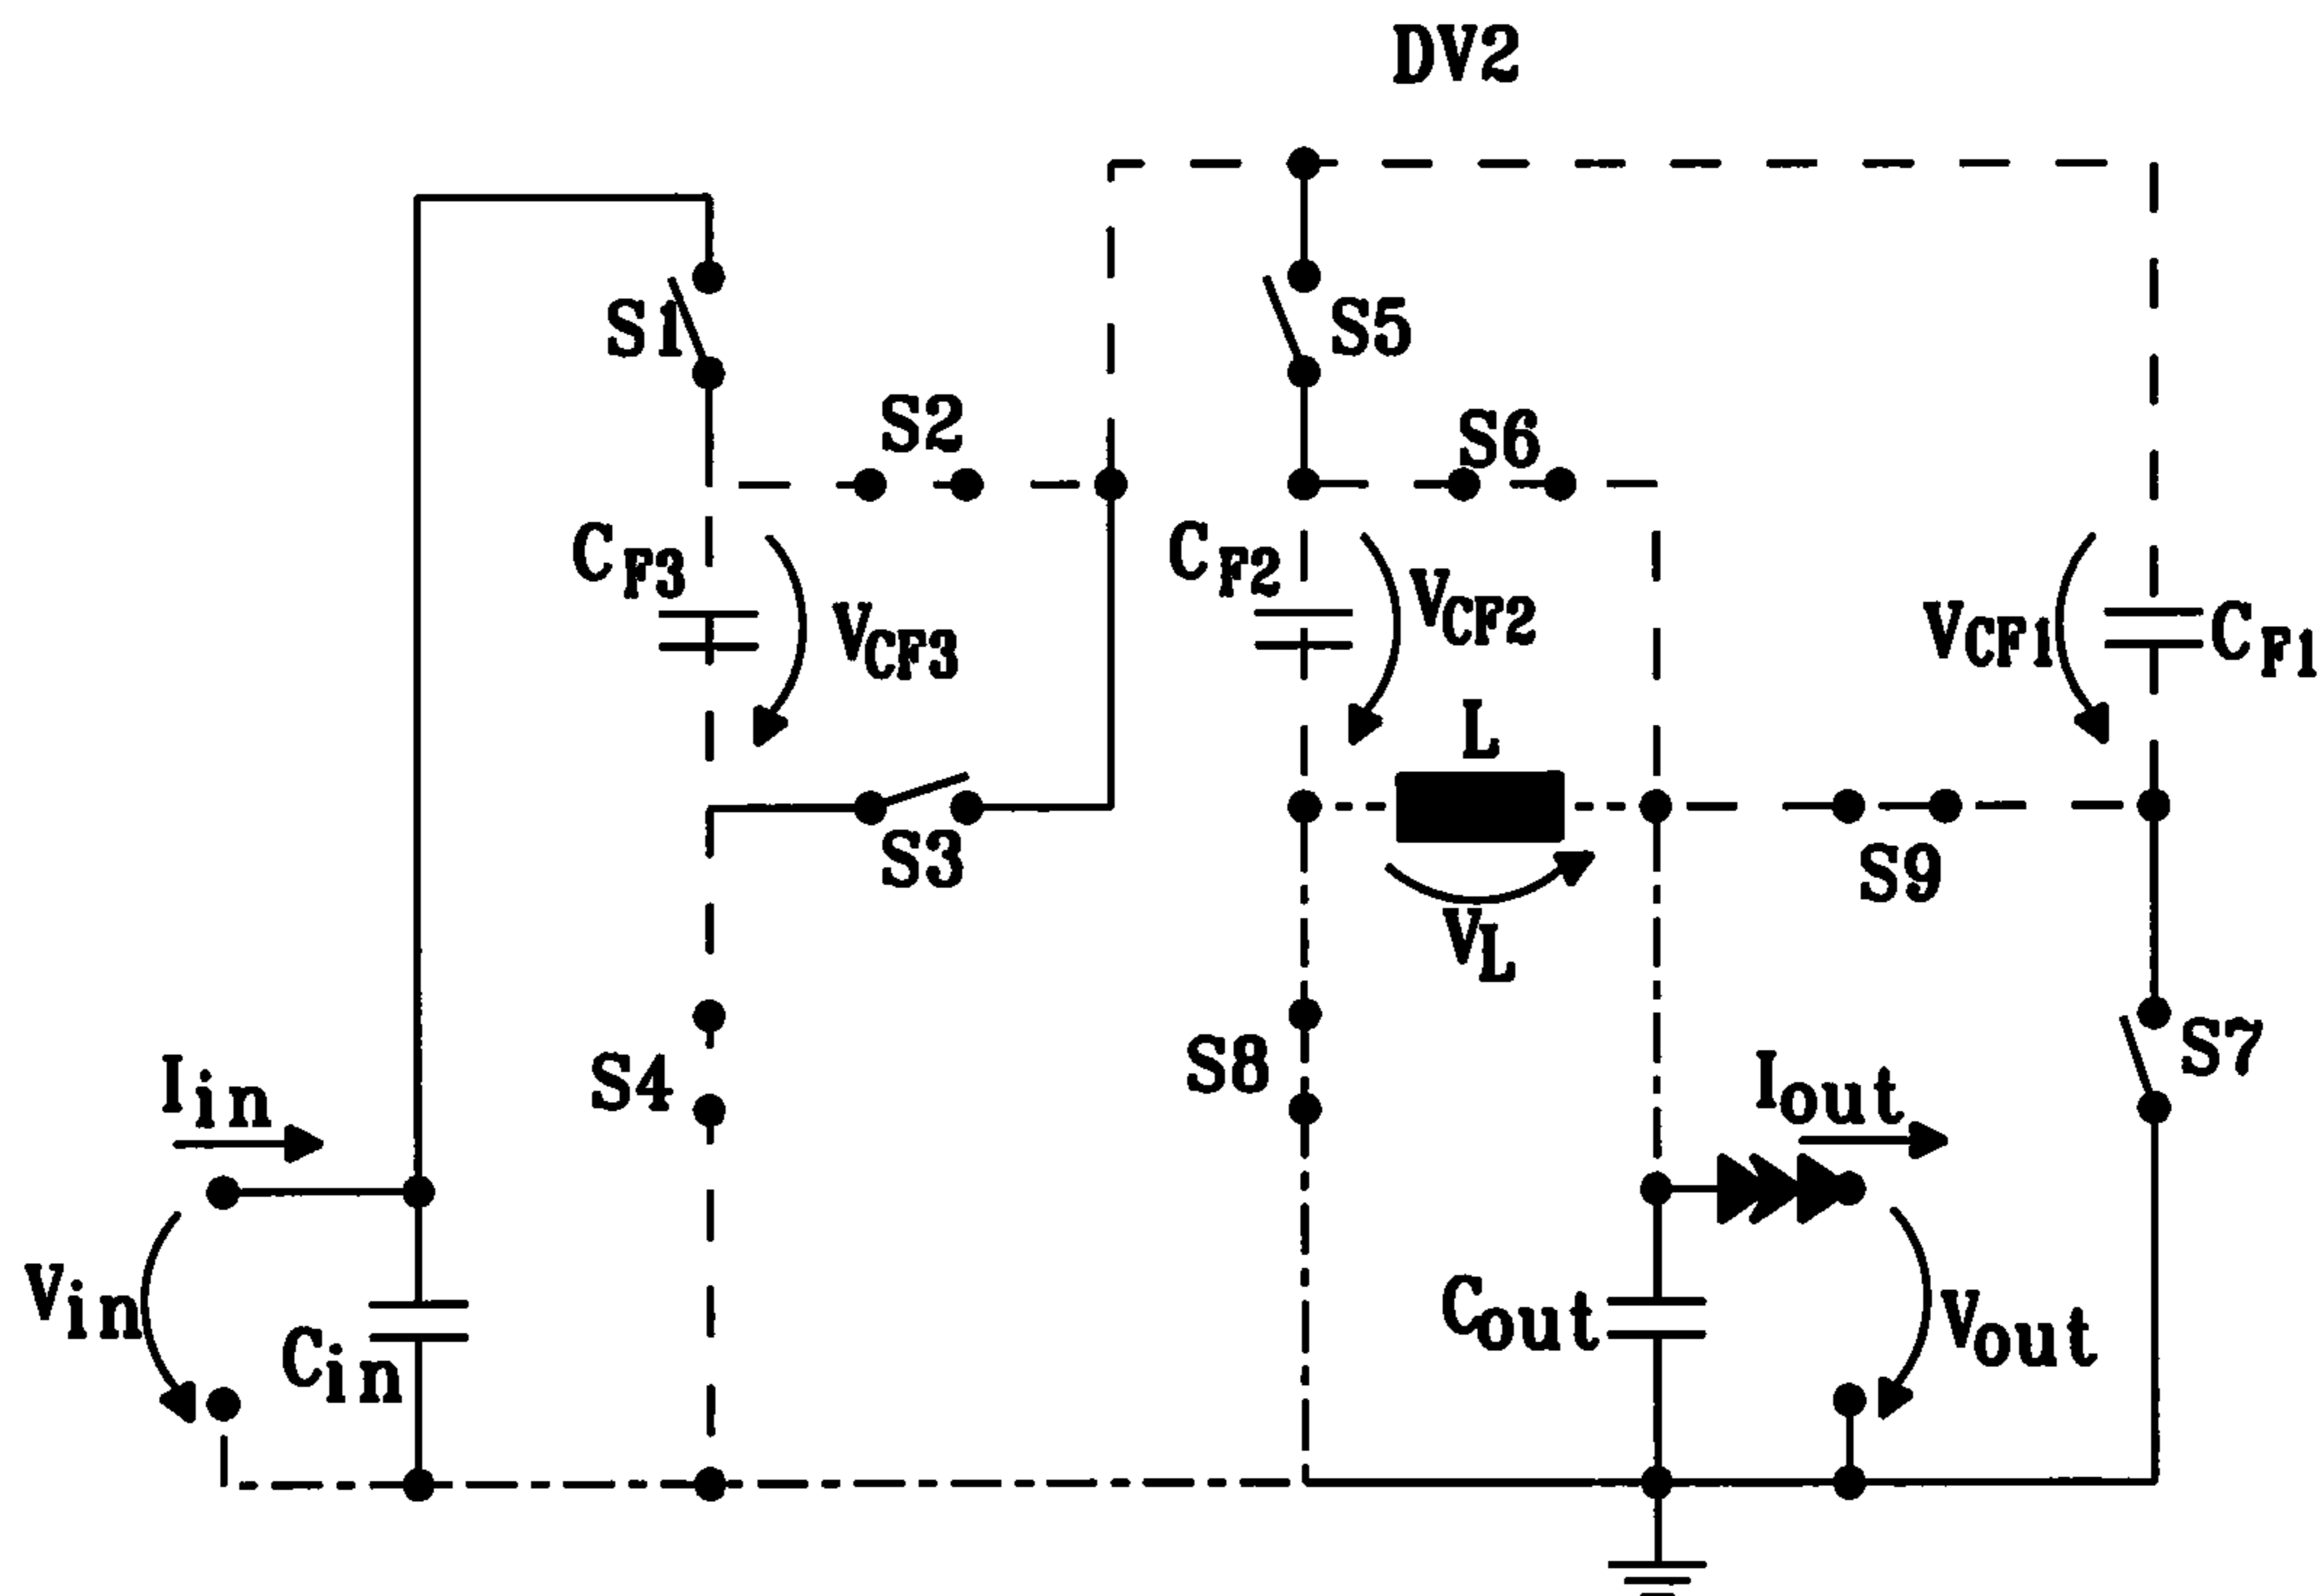 DV2
S1
S5
S2
S6
CF3
VCF3
CF2
VCF2
VCF1
CF1
L
S3
VL
S9
Iin
S4
S8
Iout
S7
Vin
Cin
Cout
Vout